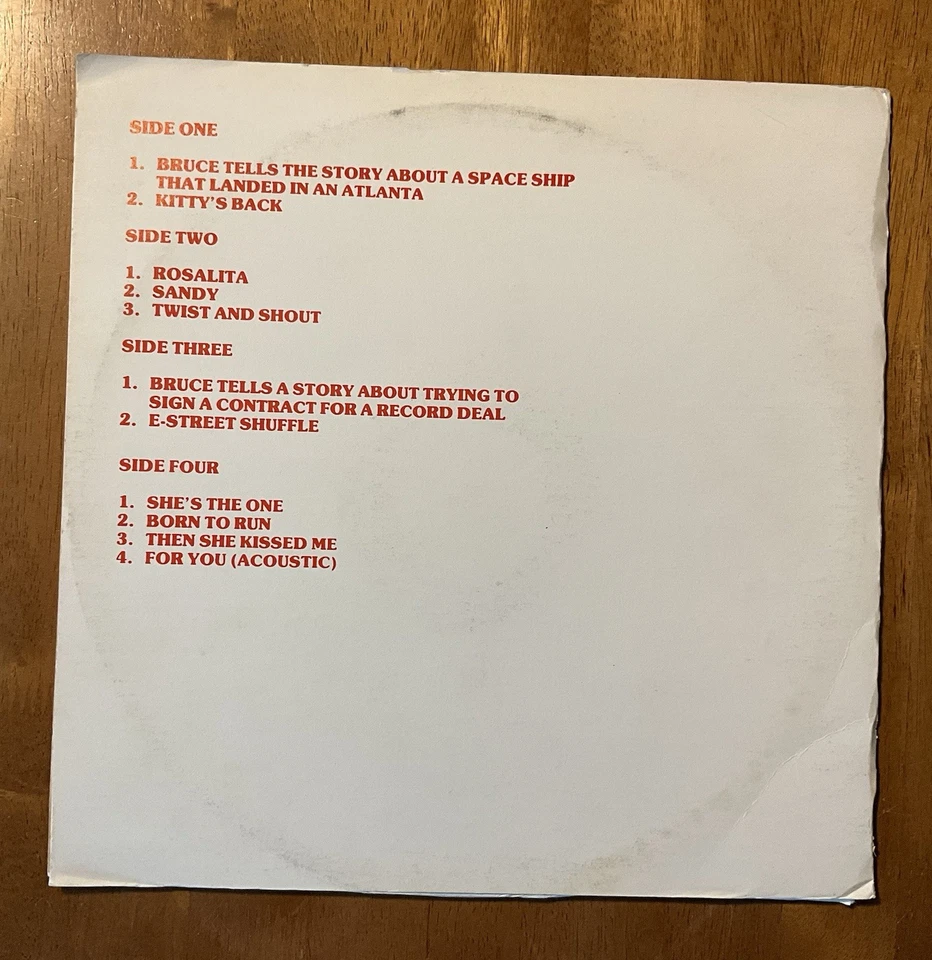 SIDE ONE
1. BRUCE TELLS THE STORY ABOUT A SPACE SHIP
THAT LANDED IN AN ATLANTA
2. KITTY'S BACK
SIDE TWO
1. ROSALITA
2. SANDY
3. TWIST AND SHOUT
SIDE THREE
1. BRUCE TELLS A STORY ABOUT TRYING TO
SIGN A CONTRACT FOR A RECORD DEAL
2. E-STREET SHUFFLE
SIDE FOUR
1. SHE'S THE ONE
2. BORN TO RUN
3. THEN SHE KISSED ME
4. FOR YOU (ACOUSTIC)